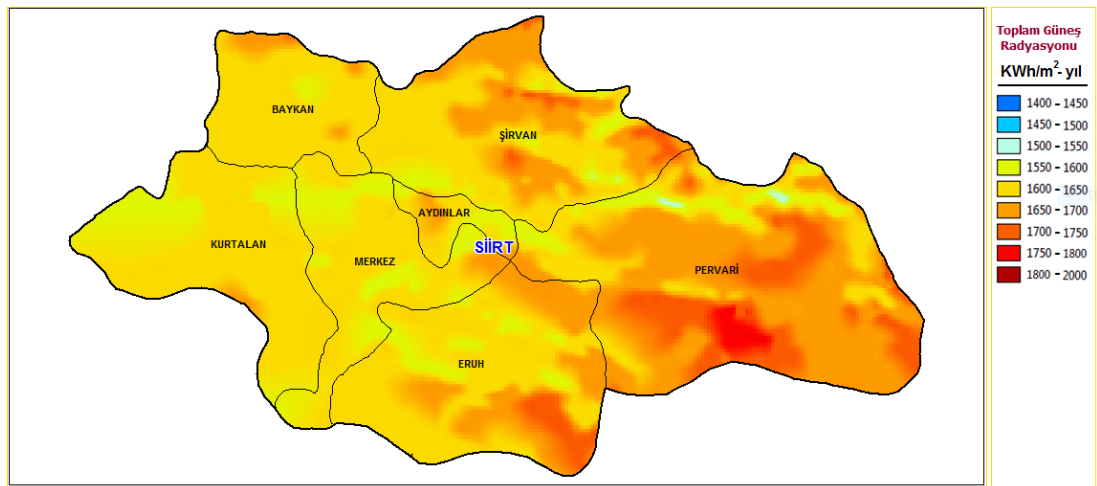 BAYKAN
ŞİRVAN
AYDINLAR
KURTALAN
SİİRT
MERKEZ
PERVARİ
ERUH
Toplam Güneş
Radyasyonu
KWh/m²- yıl
1400 - 1450
1450 - 1500
1500 - 1550
1550 - 1600
1600 - 1650
1650 - 1700
1700 - 1750
1750 - 1800
1800 - 2000